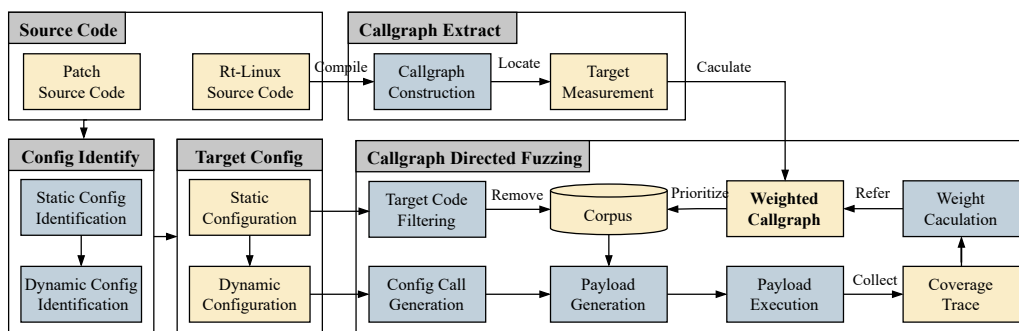 Source Code
Patch
Source Code
Rt-Linux
Source Code
Compile
Callgraph Extract
Callgraph
Construction
Locate
Target
Measurement
Caculate
Config Identify
Static Config
Identification
Dynamic Config
Identification
Target Config
Static
Configuration
Dynamic
Configuration
Callgraph Directed Fuzzing
Target Code
Filtering
Remove
Corpus
Prioritize
Weighted
Callgraph
Refer
Weight
Caculation
Config Call
Generation
Payload
Generation
Payload
Execution
Collect
Coverage
Trace